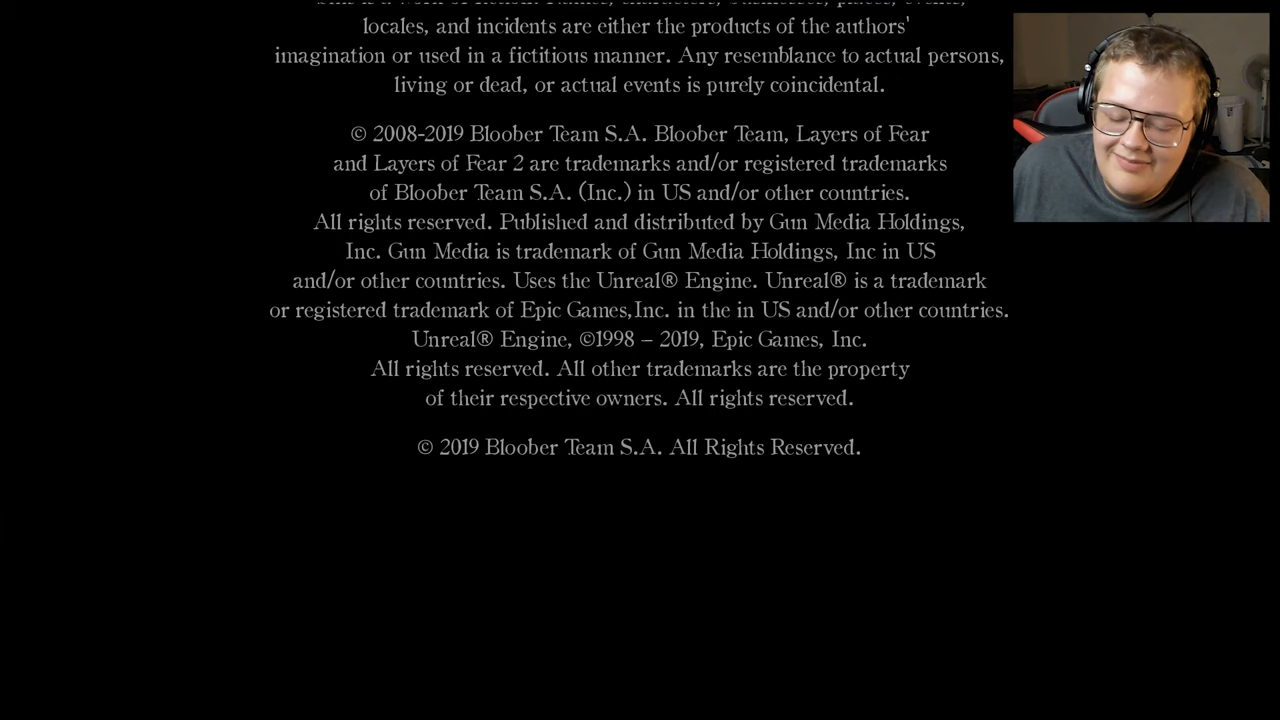 locales, and incidents are either the products of the authors'
imagination or used in a fictitious manner. Any resemblance to actual persons,
living or dead, or actual events is purely coincidental.
© 2008-2019 Bloober Team S.A. Bloober Team, Layers of Fear
and Layers of Fear 2 are trademarks and/or registered trademarks
of Bloober Team S.A. (Inc.) in US and/or other countries.
All rights reserved. Published and distributed by Gun Media Holdings,
Inc. Gun Media is trademark of Gun Media Holdings, Inc in US
and/or other countries. Uses the Unreal® Engine. Unreal® is a trademark
or registered trademark of Epic Games,Inc. in the in US and/or other countries.
Unreal® Engine, ©1998 – 2019, Epic Games, Inc.
All rights reserved. All other trademarks are the property
of their respective owners. All rights reserved.
© 2019 Bloober Team S.A. All Rights Reserved.